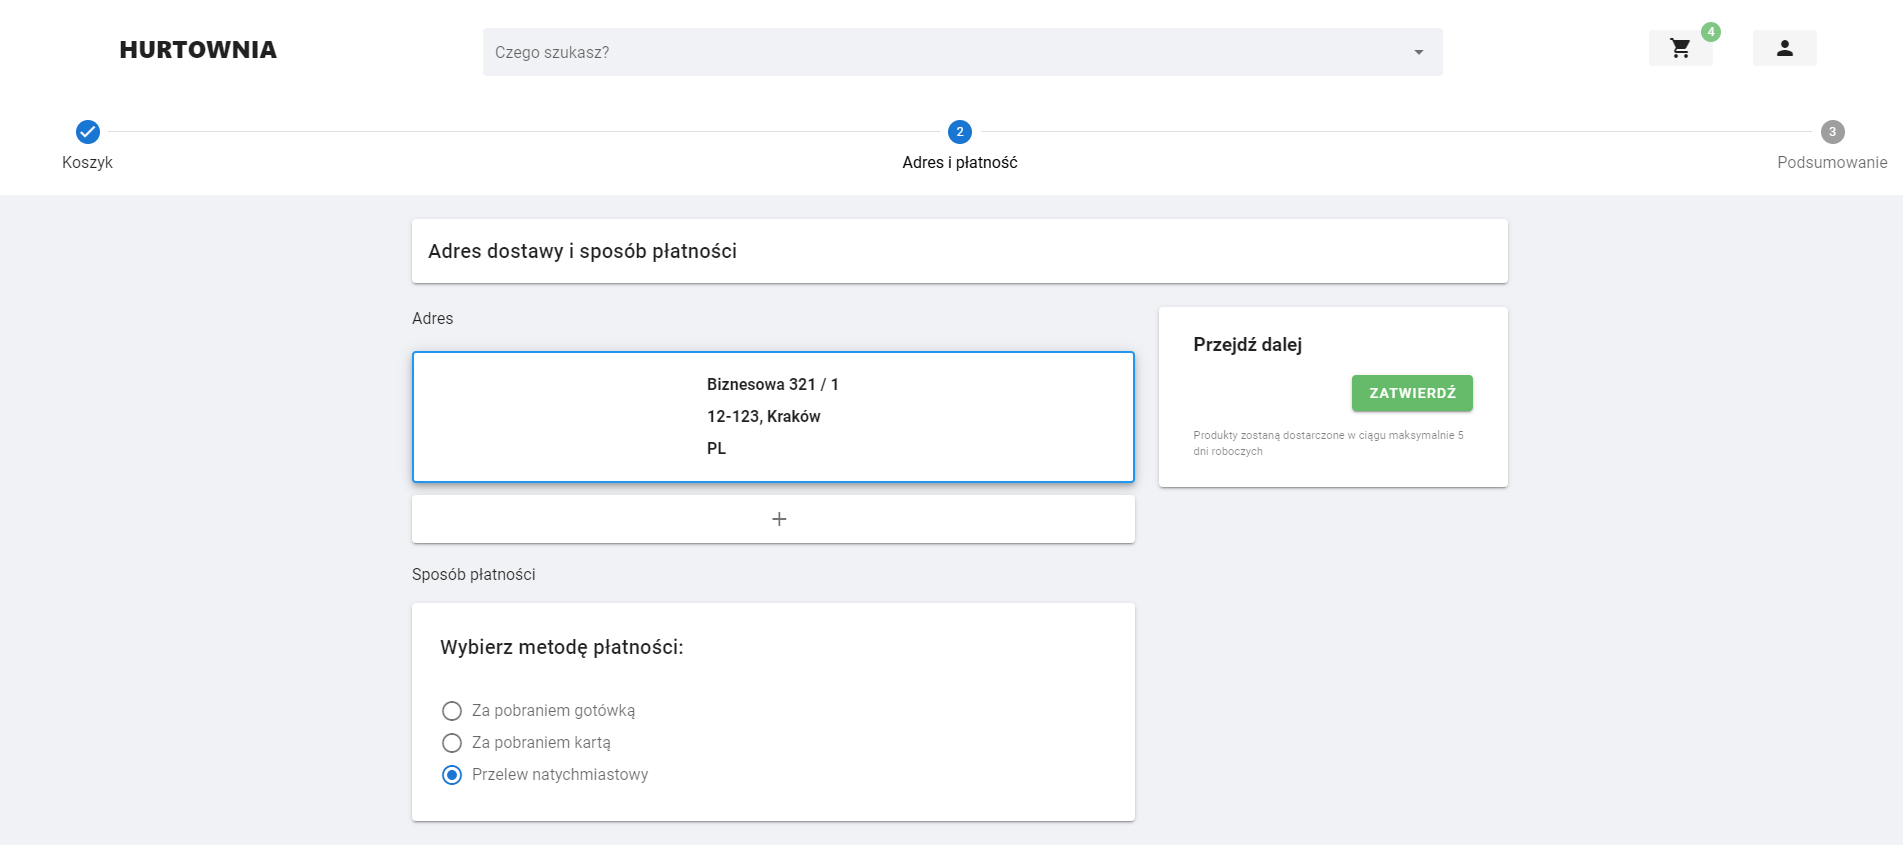 HURTOWNIA
Czego szukasz?
4
Koszyk
2
Adres i płatność
3
Podsumowanie
Adres dostawy i sposób płatności
Adres
Biznesowa 321 / 1
12-123, Kraków
PL
Przejdź dalej
ZATWIERDŹ
Produkty zostaną dostarczone w ciągu maksymalnie 5
dni roboczych
Sposób płatności
Wybierz metodę płatności:
Za pobraniem gotówką
Za pobraniem kartą
Przelew natychmiastowy